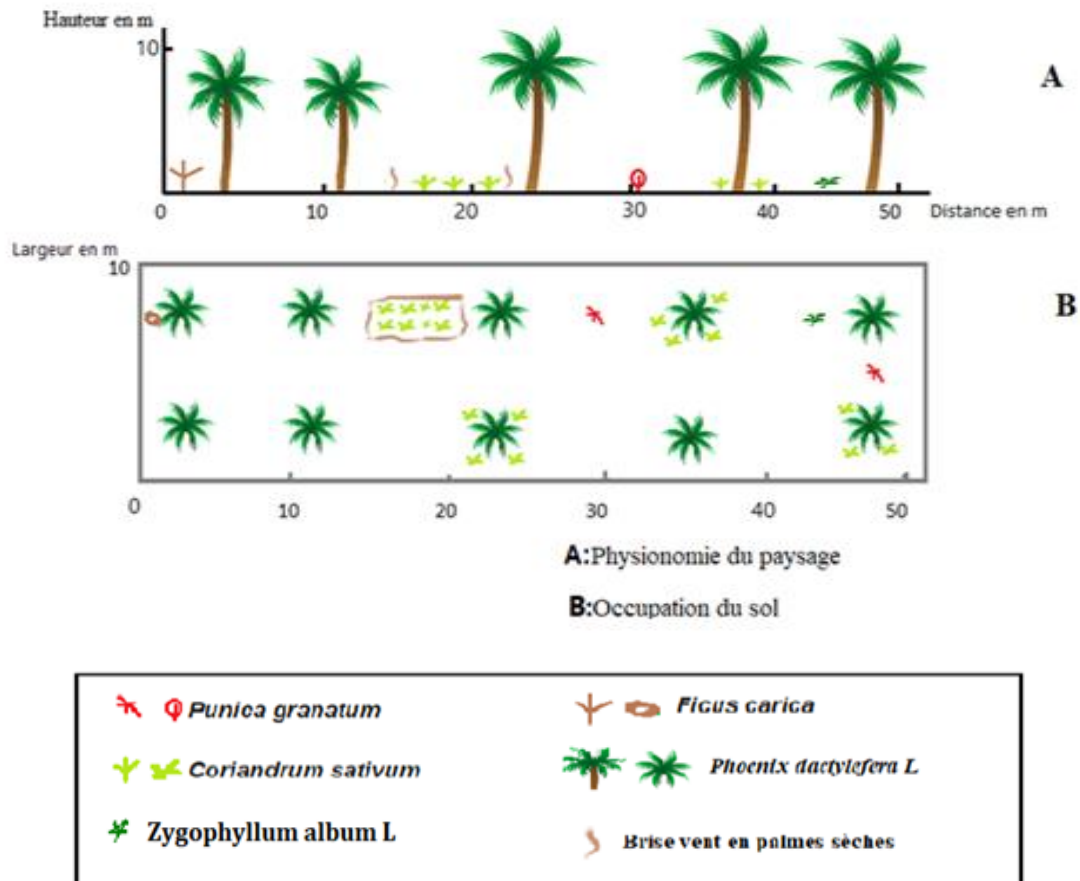 Hauteur en m
10
A
0 10 20 30 40 50 Distance en m
Largeur en m
10
B
0 10 20 30 40 50
A:Physionomie du paysage
B:Occupation du sol
Punica granatum
Ficus carica
Coriandrum sativum
Phoenix dactylefera L
Zygophyllum album L
Brise vent en palmes sèches